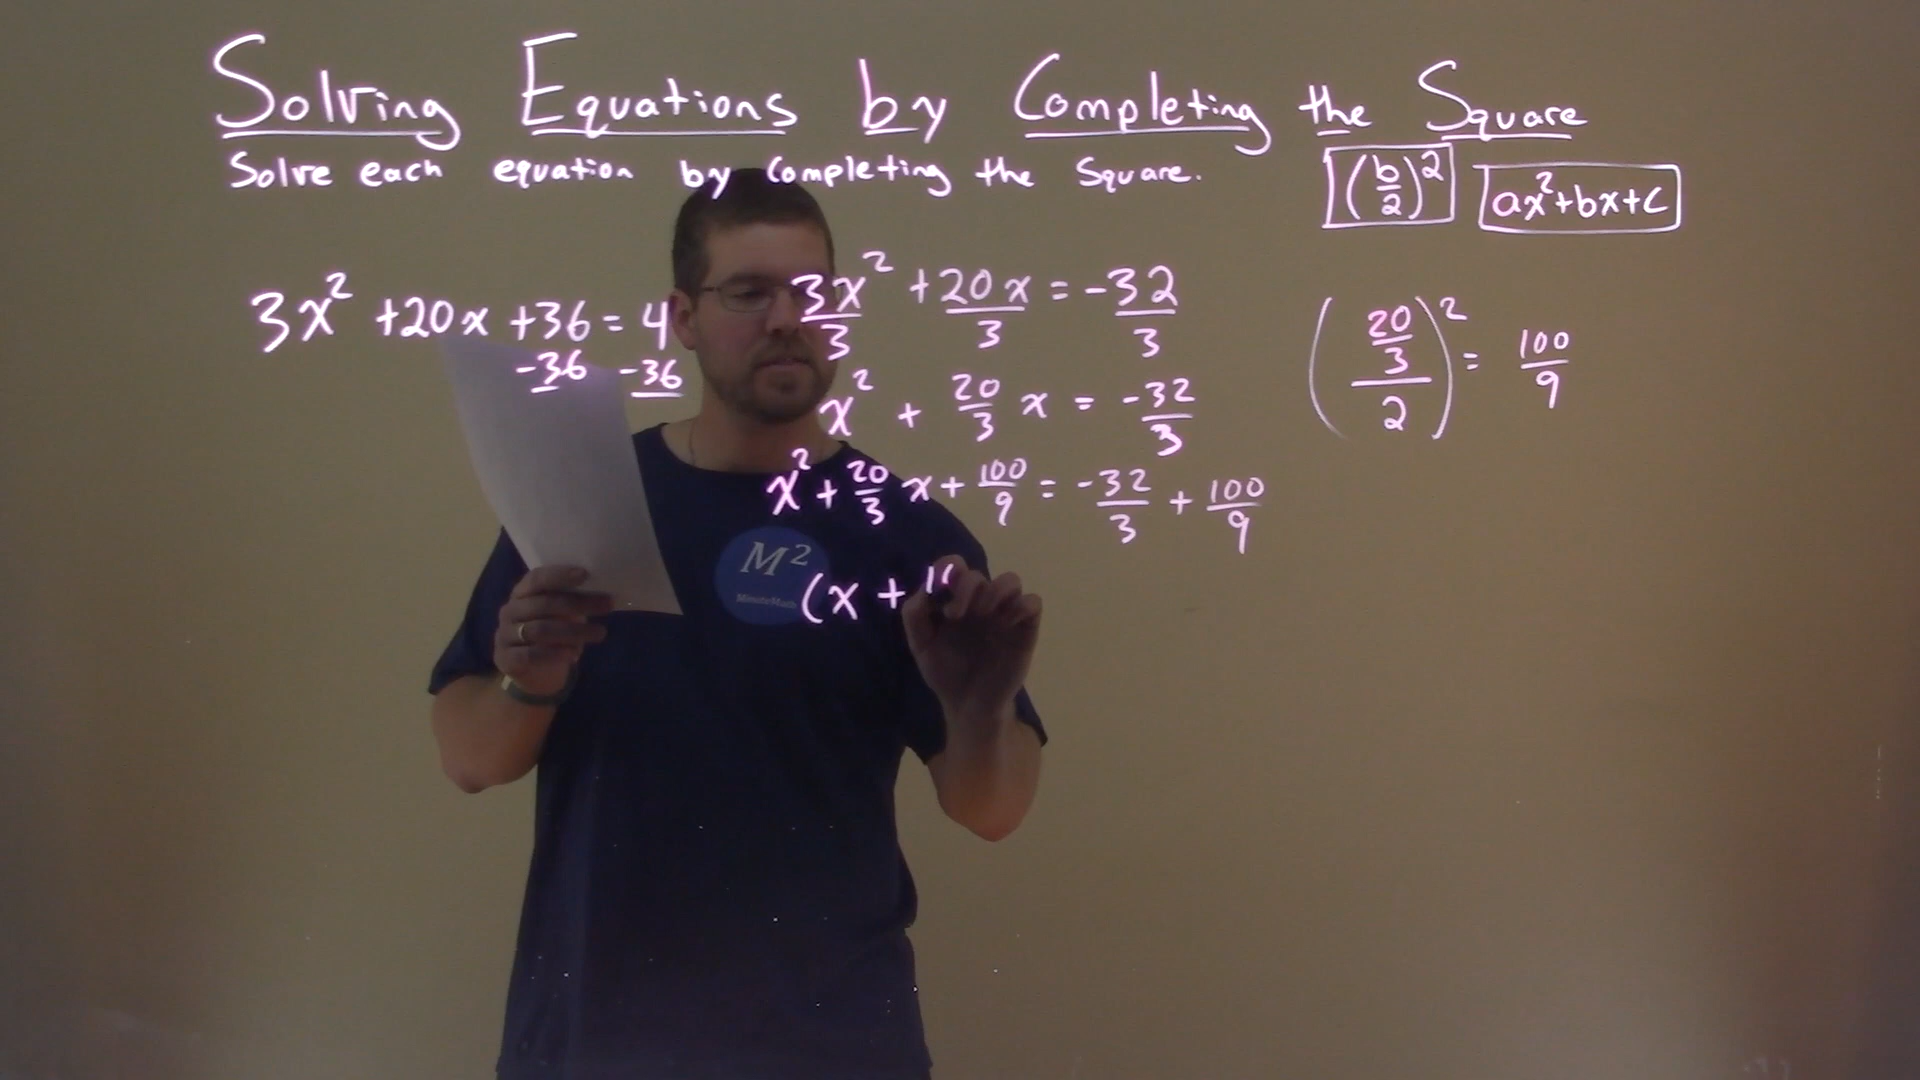 Solving Equations by Completing the Square
Solve each equation by Completing the Square.
(b/2)² ax²+bx+c
3x² +20x +36 = 4
-36 -36
3x²/3 + 20x/3 = -32/3
x² + 20/3 x = -32/3
x² + 20/3 x + 100/9 = -32/3 + 100/9
(x + 1
((20/3)/2)² = 100/9
M²
MinuteMath